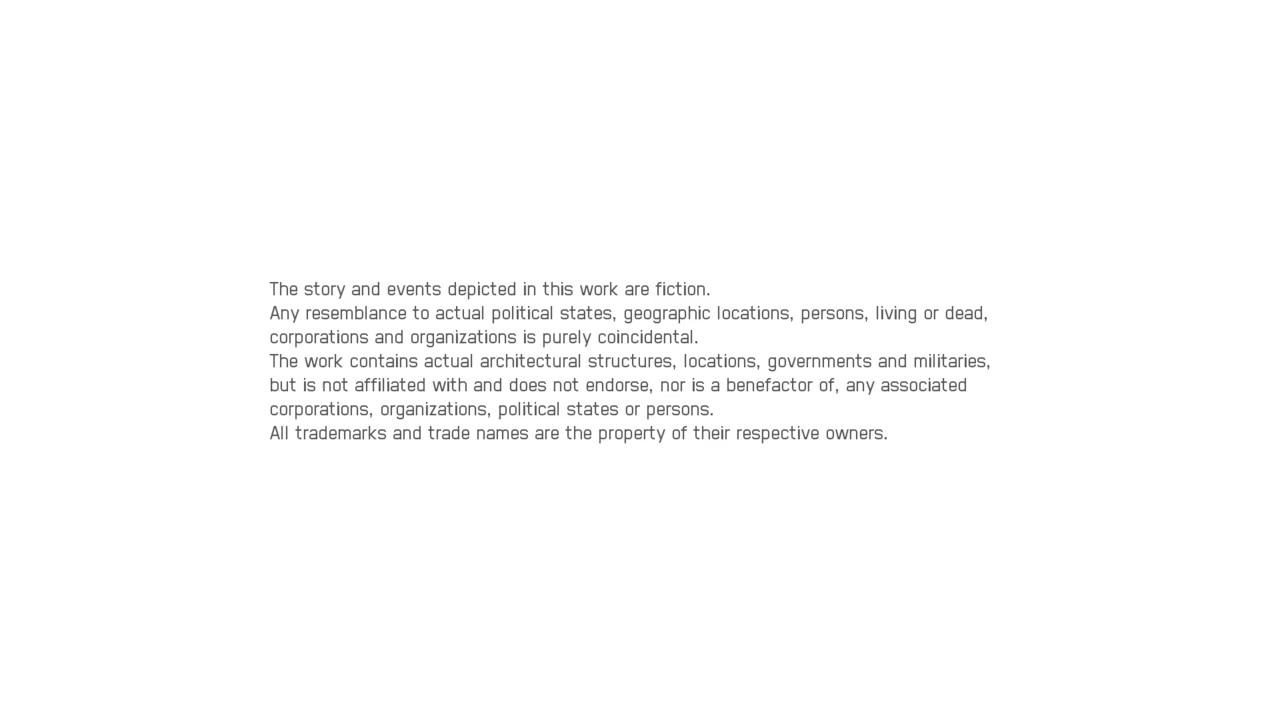 The story and events depicted in this work are fiction.
Any resemblance to actual political states, geographic locations, persons, living or dead,
corporations and organizations is purely coincidental.
The work contains actual architectural structures, locations, governments and militaries,
but is not affiliated with and does not endorse, nor is a benefactor of, any associated
corporations, organizations, political states or persons.
All trademarks and trade names are the property of their respective owners.